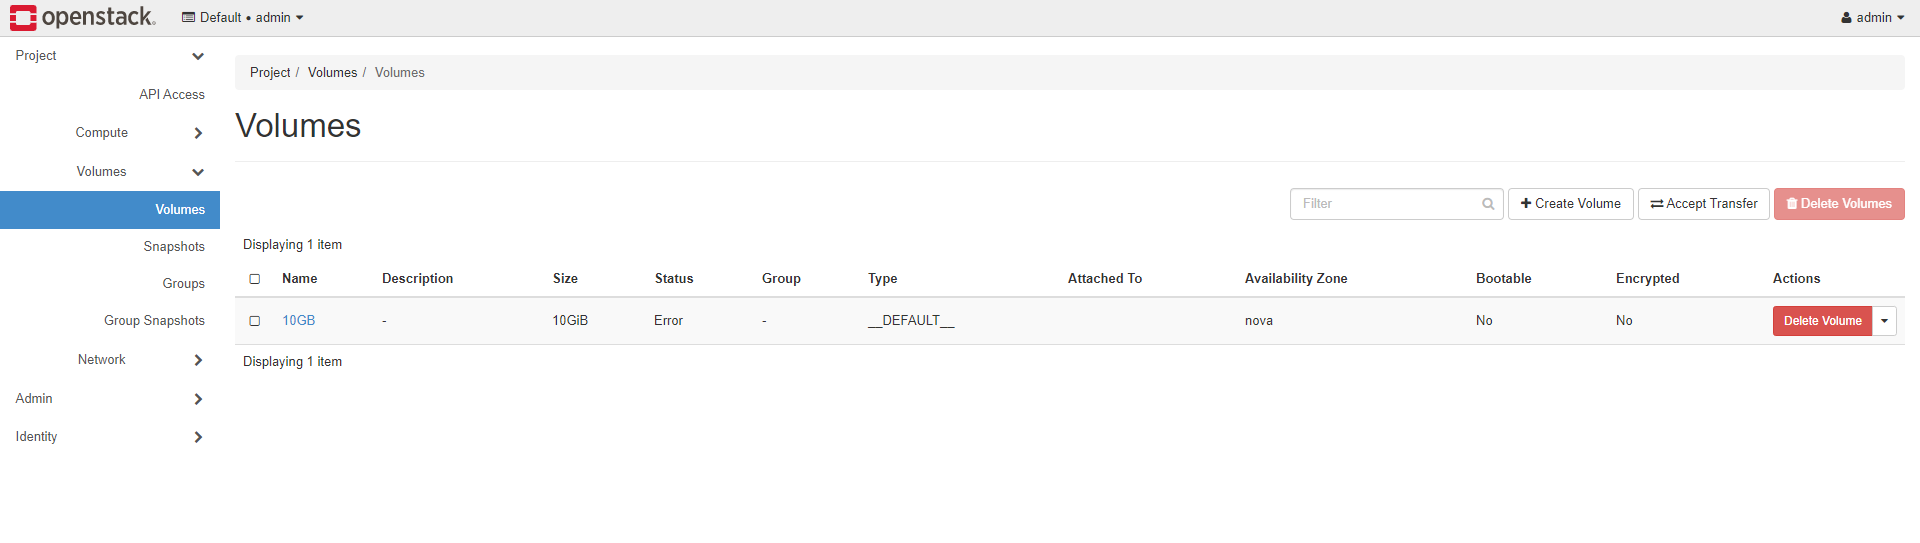 openstack. Default • admin admin
Project
API Access
Compute
Volumes
Volumes
Snapshots
Groups
Group Snapshots
Network
Admin
Identity
Project / Volumes / Volumes
Volumes
Filter Create Volume Accept Transfer Delete Volumes
Displaying 1 item
Name Description Size Status Group Type Attached To Availability Zone Bootable Encrypted Actions
10GB - 10GiB Error - __DEFAULT__ nova No No Delete Volume
Displaying 1 item